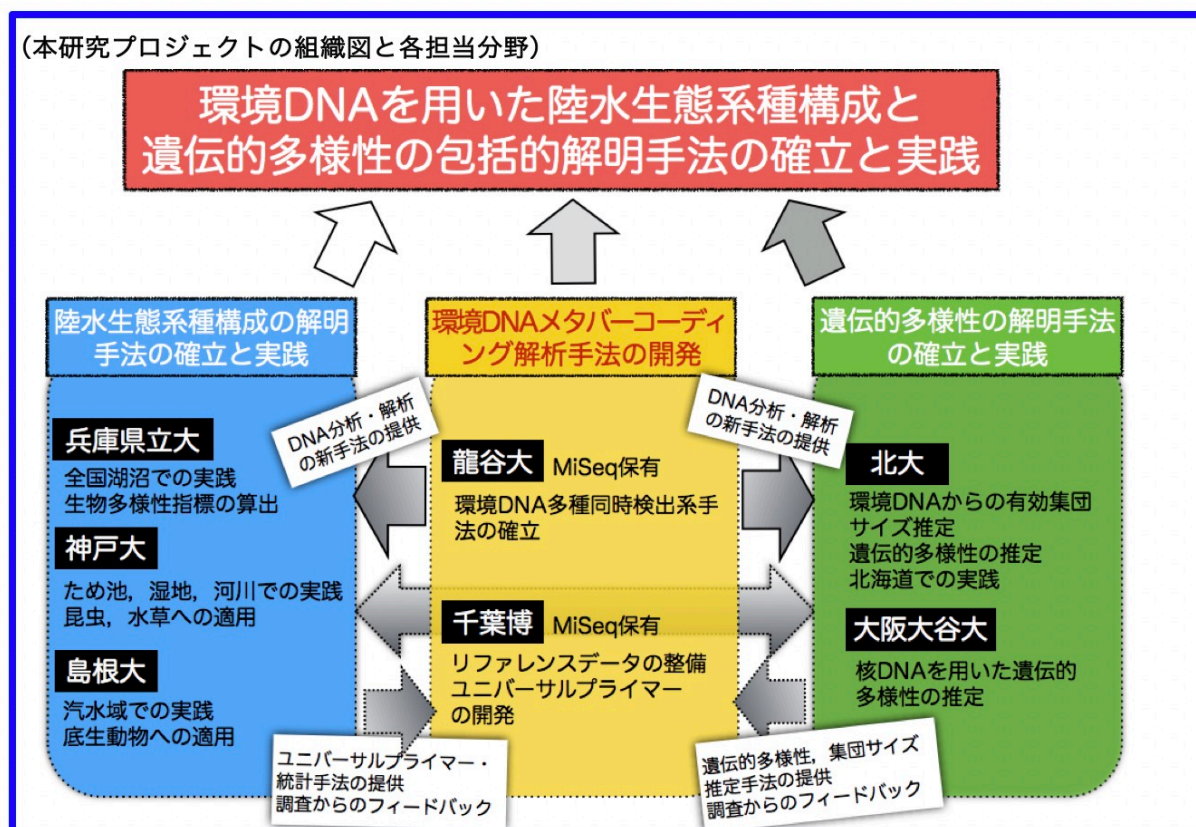 （本研究プロジェクトの組織図と各担当分野）
環境DNAを用いた陸水生態系種構成と
遺伝的多様性の包括的解明手法の確立と実践
陸水生態系種構成の解明
手法の確立と実践
兵庫県立大
全国湖沼での実践
生物多様性指標の算出
神戸大
ため池，湿地，河川での実践
昆虫，水草への適用
島根大
汽水域での実践
底生動物への適用
DNA分析・解析
の新手法の提供
環境DNAメタバーコーディ
ング解析手法の開発
龍谷大 MiSeq保有
環境DNA多種同時検出系手
法の確立
千葉博 MiSeq保有
リファレンスデータの整備
ユニバーサルプライマー
の開発
ユニバーサルプライマー・
統計手法の提供
調査からのフィードバック
DNA分析・解析
の新手法の提供
遺伝的多様性の解明手法
の確立と実践
北大
環境DNAからの有効集団
サイズ推定
遺伝的多様性の推定
北海道での実践
大阪大谷大
核DNAを用いた遺伝的
多様性の推定
遺伝的多様性，集団サイズ
推定手法の提供
調査からのフィードバック